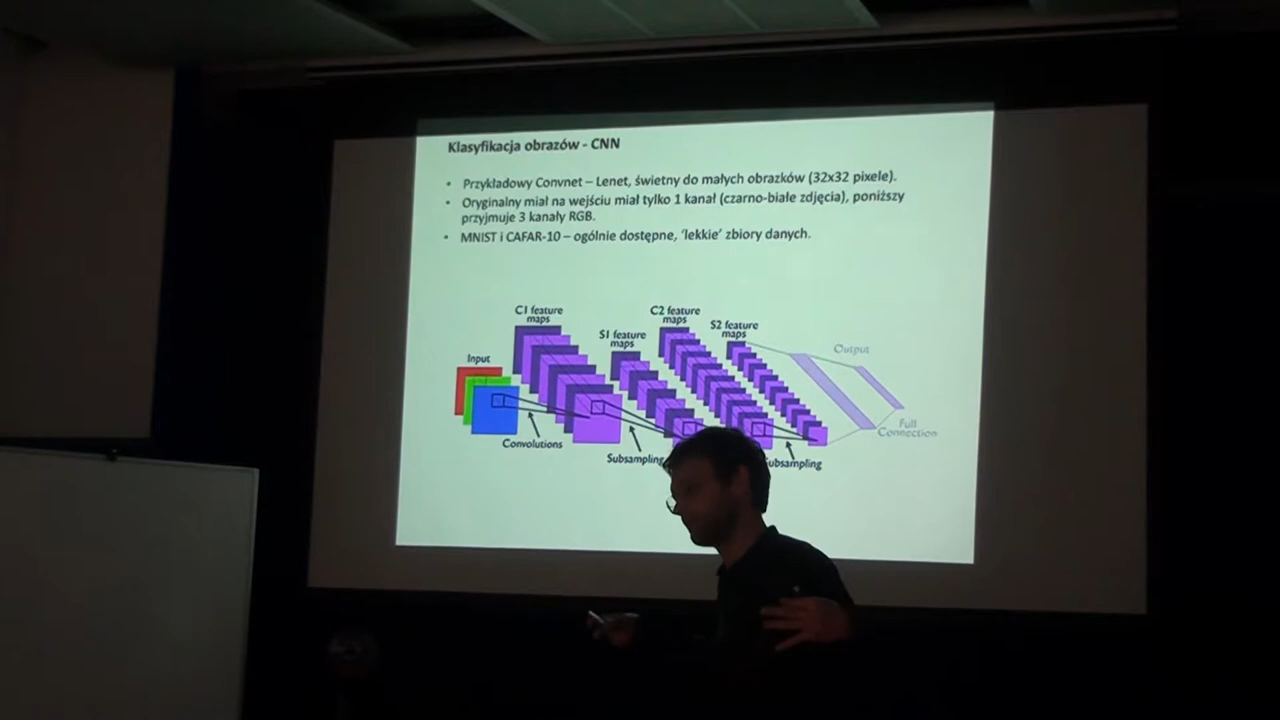 Klasyfikacja obrazów - CNN
• Przykładowy Convnet – Lenet, świetny do małych obrazków (32x32 pixele).
• Oryginalny miał na wejściu miał tylko 1 kanał (czarno-białe zdjęcia), poniższy
przyjmuje 3 kanały RGB.
• MNIST i CAFAR-10 – ogólnie dostępne, 'lekkie' zbiory danych.
C1 feature
maps
C2 feature
maps
S1 feature
maps
S2 feature
maps
Input
Output
Full
Connection
Convolutions
Subsampling
ubsampling